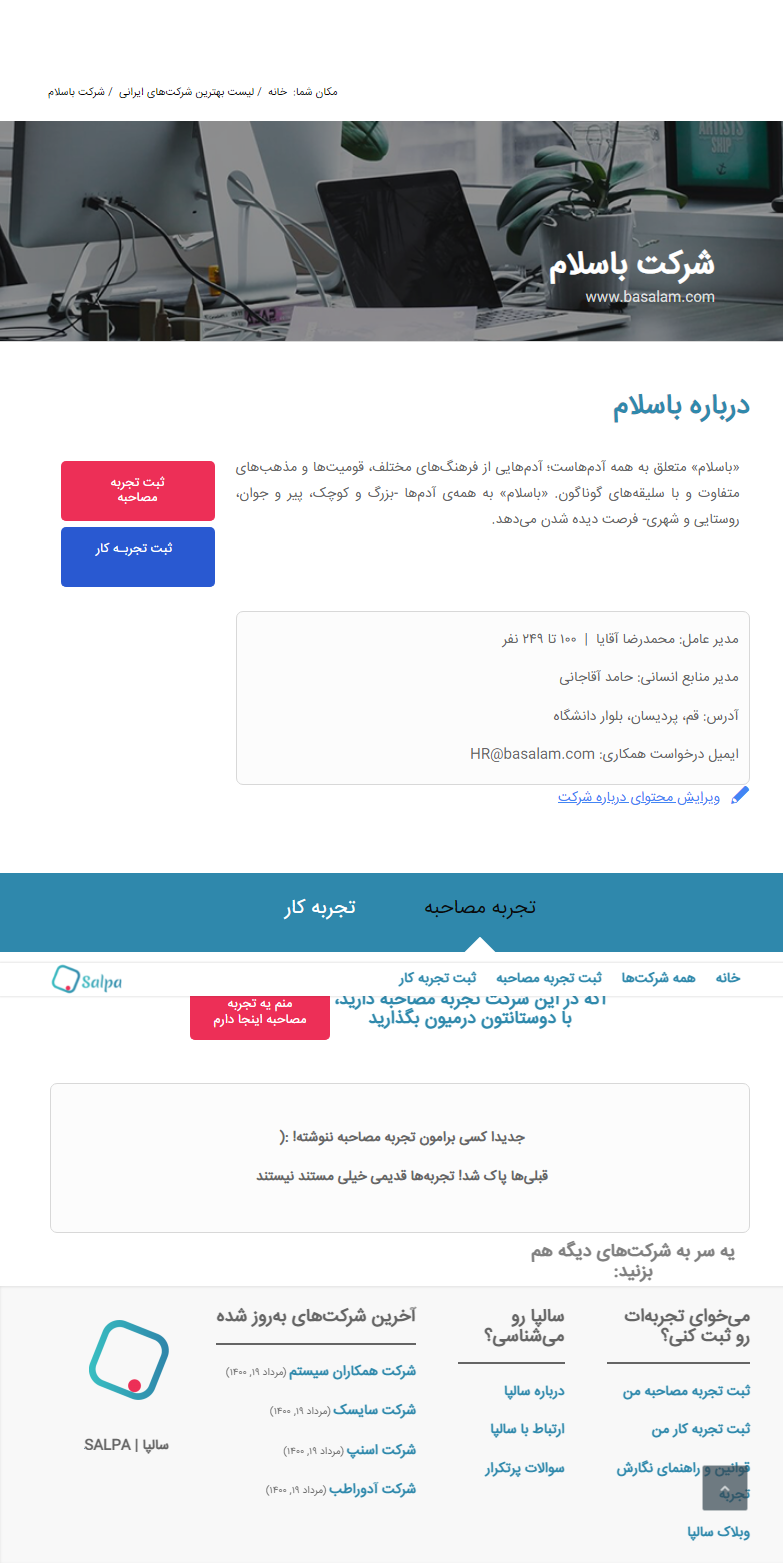 مکان شما: خانه / لیست بهترین شرکت‌های ایرانی / شرکت باسلام
ARTISTS
SHIP
شرکت باسلام
www.basalam.com
درباره باسلام
«باسلام» متعلق به همه آدم‌هاست؛ آدم‌هایی از فرهنگ‌های مختلف، قومیت‌ها و مذهب‌های
متفاوت و با سلیقه‌های گوناگون. «باسلام» به همه‌ی آدم‌ها -بزرگ و کوچک، پیر و جوان،
روستایی و شهری- فرصت دیده شدن می‌دهد.
ثبت تجربه
مصاحبه
ثبت تجربـه کار
مدیر عامل: محمدرضا آقایا | ۱۰۰ تا ۲۴۹ نفر
مدیر منابع انسانی: حامد آقاجانی
آدرس: قم، پردیسان، بلوار دانشگاه
ایمیل درخواست همکاری: HR@basalam.com
ویرایش محتوای درباره شرکت
تجربه مصاحبه
تجربه کار
خانه
همه شرکت‌ها
ثبت تجربه مصاحبه
ثبت تجربه کار
Salpa
اگه در این شرکت تجربه مصاحبه دارید،
با دوستانتون درمیون بگذارید
منم یه تجربه
مصاحبه اینجا دارم
جدیدا کسی برامون تجربه مصاحبه ننوشته! :(
قبلی‌ها پاک شد! تجربه‌ها قدیمی خیلی مستند نیستند
یه سر به شرکت‌های دیگه هم
بزنید:
می‌خوای تجربه‌ات
رو ثبت کنی؟
ثبت تجربه مصاحبه من
ثبت تجربه کار من
قوانین و راهنمای نگارش
تجربه
وبلاک سالپا
سالپا رو
می‌شناسی؟
درباره سالپا
ارتباط با سالپا
سوالات پرتکرار
آخرین شرکت‌های به‌روز شده
شرکت همکاران سیستم (مرداد ۱۹, ۱۴۰۰)
شرکت سایسک (مرداد ۱۹, ۱۴۰۰)
شرکت اسنپ (مرداد ۱۹, ۱۴۰۰)
شرکت آدوراطب (مرداد ۱۹, ۱۴۰۰)
سالپا | SALPA